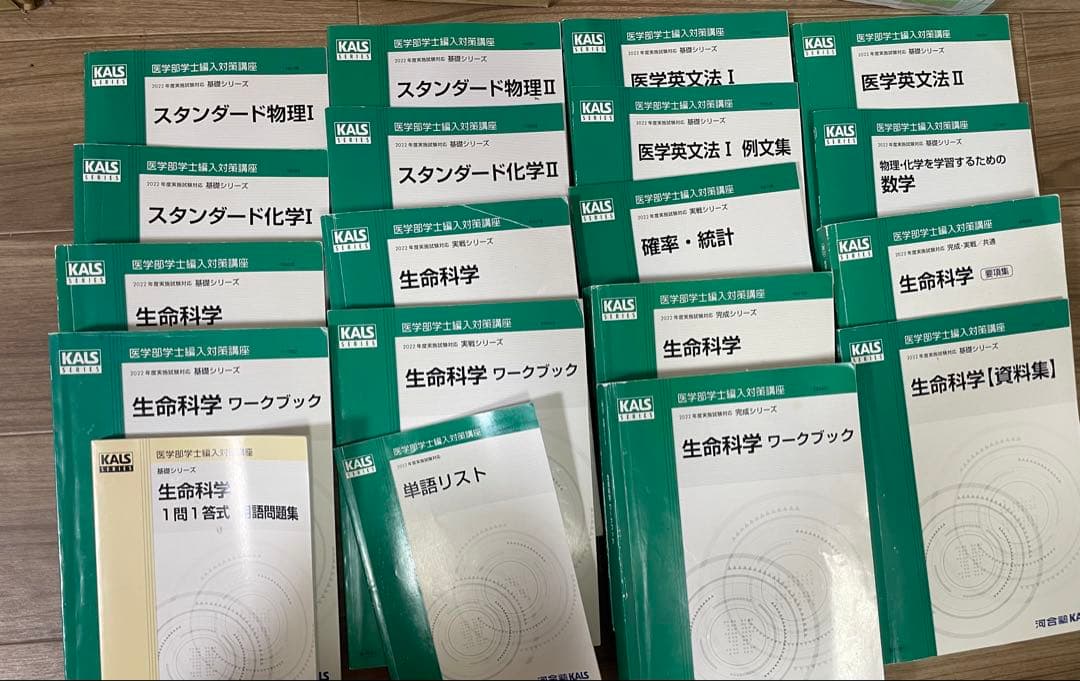 KALS
SERIES
医学部学士編入対策講座
2022年度実施試験対応 基礎シリーズ
スタンダード物理Ⅰ
KALS
SERIES
医学部学士編入対策講座
2022年度実施試験対応 基礎シリーズ
スタンダード物理Ⅱ
KALS
SERIES
医学部学士編入対策講座
2022年度実施試験対応 基礎シリーズ
医学英文法Ⅰ
KALS
SERIES
医学部学士編入対策講座
2022年度実施試験対応 基礎シリーズ
医学英文法Ⅱ
KALS
SERIES
医学部学士編入対策講座
2022年度実施試験対応 基礎シリーズ
スタンダード化学Ⅰ
KALS
SERIES
医学部学士編入対策講座
2022年度実施試験対応 基礎シリーズ
スタンダード化学Ⅱ
KALS
SERIES
医学部学士編入対策講座
2022年度実施試験対応 基礎シリーズ
医学英文法Ⅰ 例文集
KALS
SERIES
医学部学士編入対策講座
2022年度実施試験対応 基礎シリーズ
物理・化学を学習するための
数学
KALS
SERIES
医学部学士編入対策講座
2022年度実施試験対応 基礎シリーズ
生命科学
KALS
SERIES
医学部学士編入対策講座
2022年度実施試験対応 実戦シリーズ
生命科学
KALS
SERIES
医学部学士編入対策講座
2022年度実施試験対応 実戦シリーズ
確率・統計
KALS
SERIES
医学部学士編入対策講座
2022年度実施試験対応 完成・実戦/共通
生命科学 要項集
KALS
SERIES
医学部学士編入対策講座
2022年度実施試験対応 基礎シリーズ
生命科学 ワークブック
KALS
SERIES
医学部学士編入対策講座
2022年度実施試験対応 実戦シリーズ
生命科学 ワークブック
KALS
SERIES
医学部学士編入対策講座
2022年度実施試験対応 完成シリーズ
生命科学
KALS
SERIES
医学部学士編入対策講座
2022年度実施試験対応 基礎シリーズ
生命科学【資料集】
河合塾KA
KALS
SERIES
医学部学士編入対策講座
基礎シリーズ
生命科学
1問1答式 用語問題集
LS
KALS
SERIES
医学部学士編入対策講座
2022年度実施試験対応
単語リスト
河合塾KALS
KALS
SERIES
医学部学士編入対策講座
2022年度実施試験対応 完成シリーズ
生命科学 ワークブック